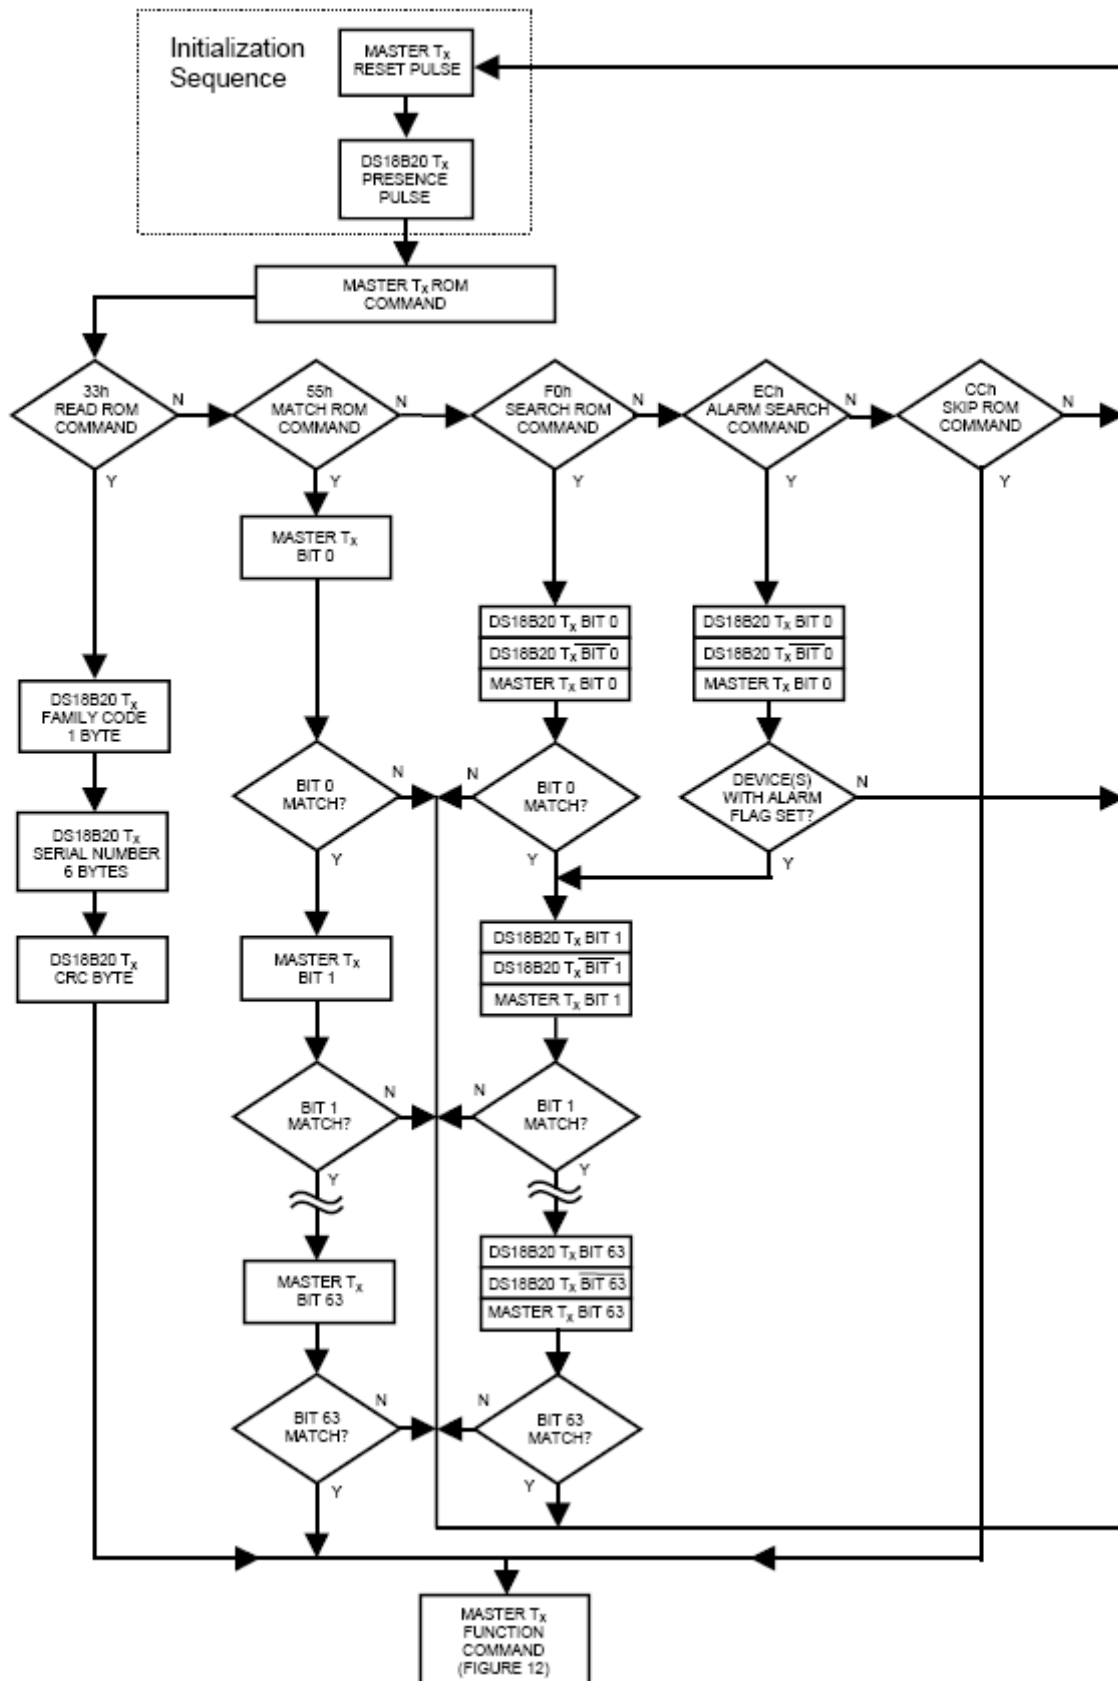 Initialization
Sequence
MASTER TX
RESET PULSE
DS18B20 TX
PRESENCE
PULSE
MASTER TX ROM
COMMAND
33h
READ ROM
COMMAND
N
Y
55h
MATCH ROM
COMMAND
N
Y
F0h
SEARCH ROM
COMMAND
N
Y
ECh
ALARM SEARCH
COMMAND
N
Y
CCh
SKIP ROM
COMMAND
N
Y
MASTER TX
BIT 0
DS18B20 TX BIT 0
DS18B20 TX BIT 0
MASTER TX BIT 0
DS18B20 TX BIT 0
DS18B20 TX BIT 0
MASTER TX BIT 0
DS18B20 TX
FAMILY CODE
1 BYTE
BIT 0
MATCH?
N
Y
BIT 0
MATCH?
N
Y
DEVICE(S)
WITH ALARM
FLAG SET?
N
Y
DS18B20 TX
SERIAL NUMBER
6 BYTES
DS18B20 TX
CRC BYTE
MASTER TX
BIT 1
DS18B20 TX BIT 1
DS18B20 TX BIT 1
MASTER TX BIT 1
BIT 1
MATCH?
N
Y
BIT 1
MATCH?
N
Y
MASTER TX
BIT 63
DS18B20 TX BIT 63
DS18B20 TX BIT 63
MASTER TX BIT 63
BIT 63
MATCH?
N
Y
BIT 63
MATCH?
N
Y
MASTER TX
FUNCTION
COMMAND
(FIGURE 12)